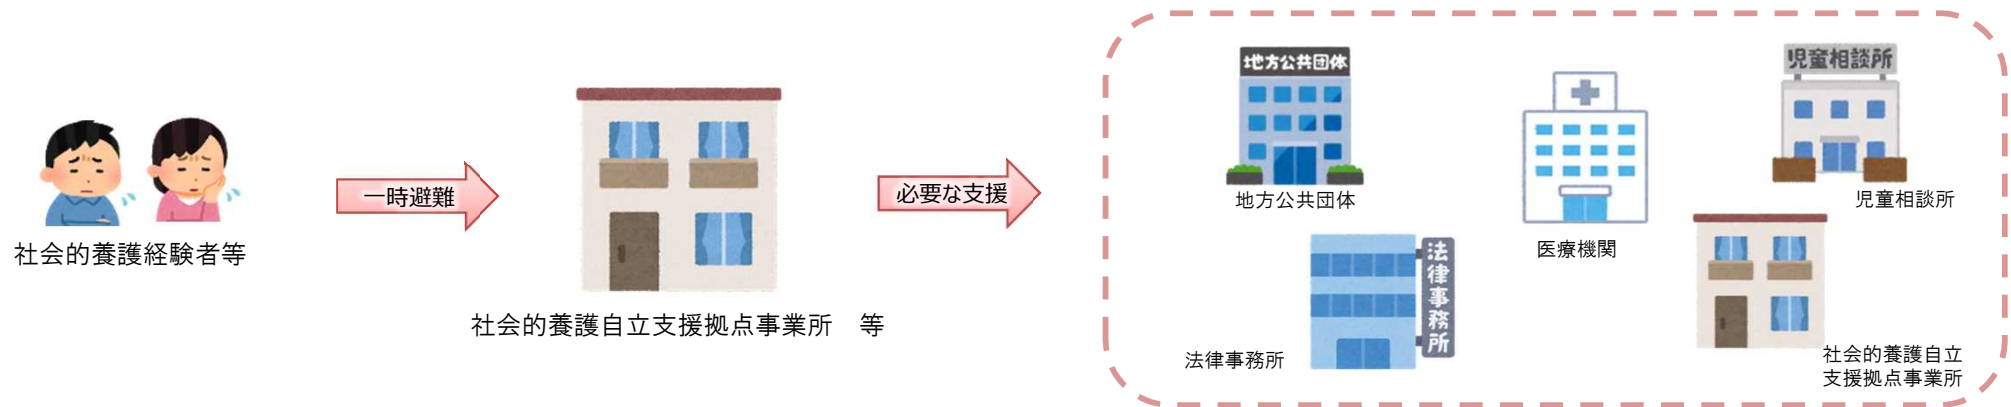 社会的養護経験者等
一時避難
社会的養護自立支援拠点事業所　等
必要な支援
地方公共団体
地方公共団体
医療機関
児童相談所
児童相談所
法律事務所
法律事務所
社会的養護自立
支援拠点事業所